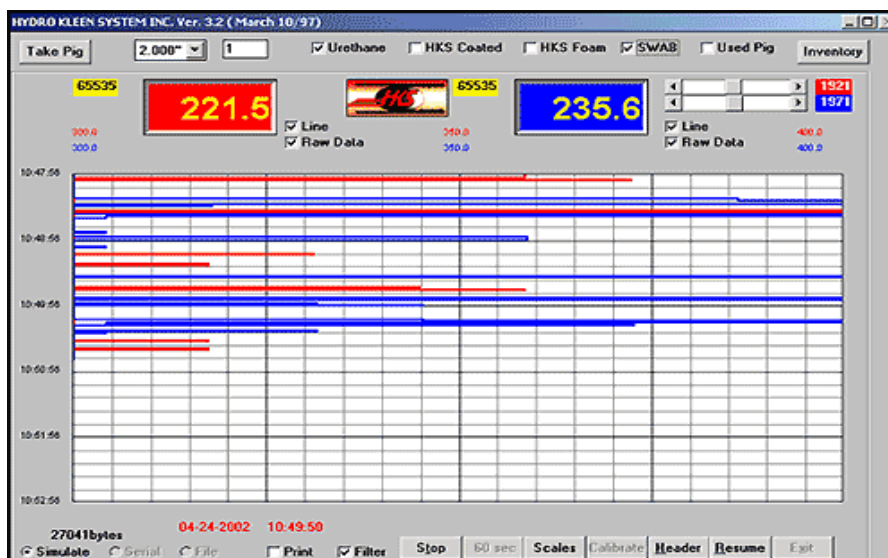 HYDRO KLEEN SYSTEM INC. Ver. 3.2 ( March 10/97)
Take Pig 2.000" 1 Urethane HKS Coated HKS Foam SWAB Used Pig Inventory
65535 221.5 HKS 65535 235.6 1921
1971
Line Line
Raw Data Raw Data
300.0 350.0 400.0
300.0 350.0 400.0
10:47:56
10:48:56
10:49:56
10:50:56
10:51:56
10:52:56
27041bytes 04-24-2002 10:49:50
Simulate Serial File Print Filter Stop 60 sec Scales Calibrate Header Resume Exit